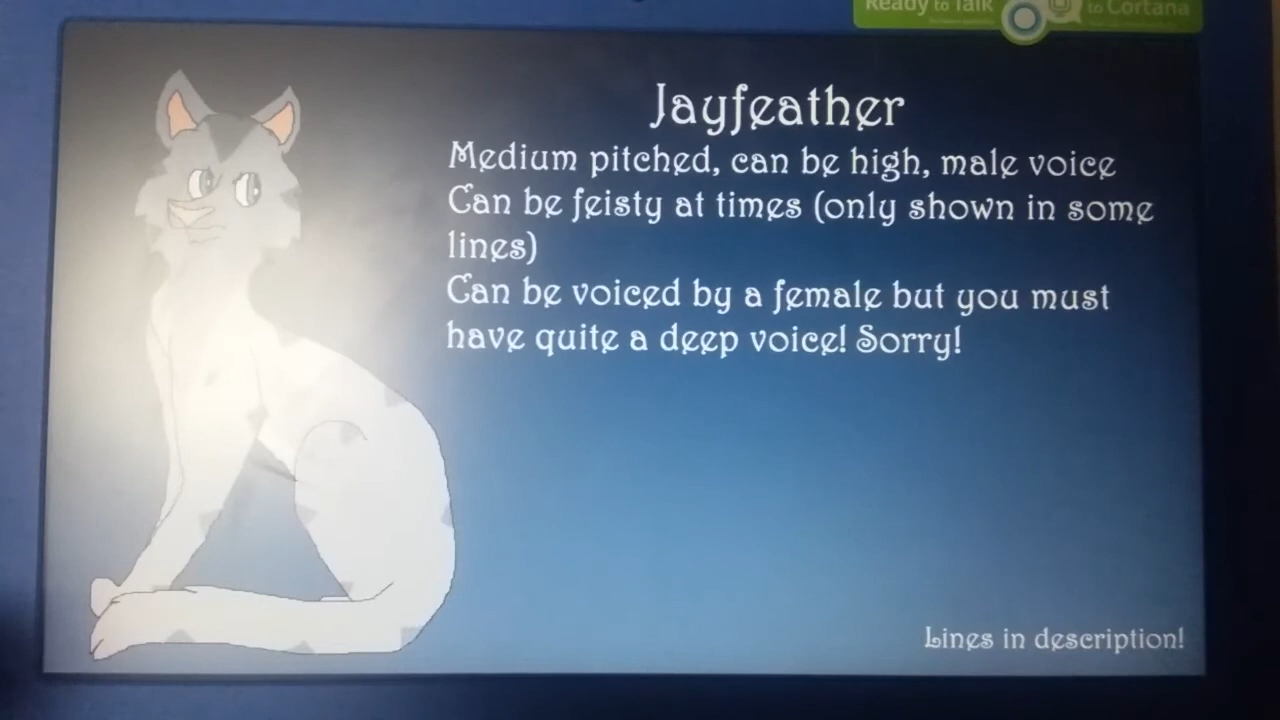 Ready to Talk
to Cortana
Jayfeather
Medium pitched, can be high, male voice
Can be feisty at times (only shown in some
lines)
Can be voiced by a female but you must
have quite a deep voice! Sorry!
Lines in description!